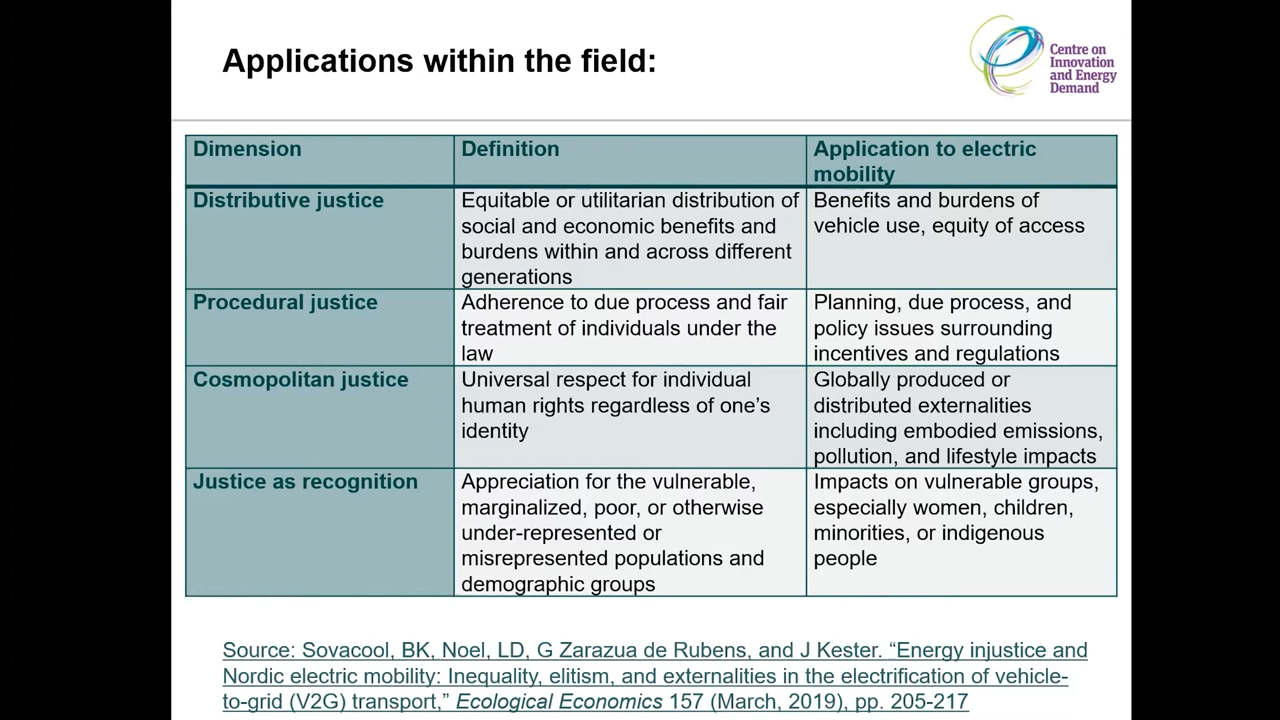 Applications within the field:
Centre on
Innovation
and Energy
Demand
Dimension
Definition
Application to electric
mobility
Distributive justice
Equitable or utilitarian distribution of
social and economic benefits and
burdens within and across different
generations
Benefits and burdens of
vehicle use, equity of access
Procedural justice
Adherence to due process and fair
treatment of individuals under the
law
Planning, due process, and
policy issues surrounding
incentives and regulations
Cosmopolitan justice
Universal respect for individual
human rights regardless of one’s
identity
Globally produced or
distributed externalities
including embodied emissions,
pollution, and lifestyle impacts
Justice as recognition
Appreciation for the vulnerable,
marginalized, poor, or otherwise
under-represented or
misrepresented populations and
demographic groups
Impacts on vulnerable groups,
especially women, children,
minorities, or indigenous
people
Source: Sovacool, BK, Noel, LD, G Zarazua de Rubens, and J Kester. “Energy injustice and
Nordic electric mobility: Inequality, elitism, and externalities in the electrification of vehicle-
to-grid (V2G) transport,” Ecological Economics 157 (March, 2019), pp. 205-217